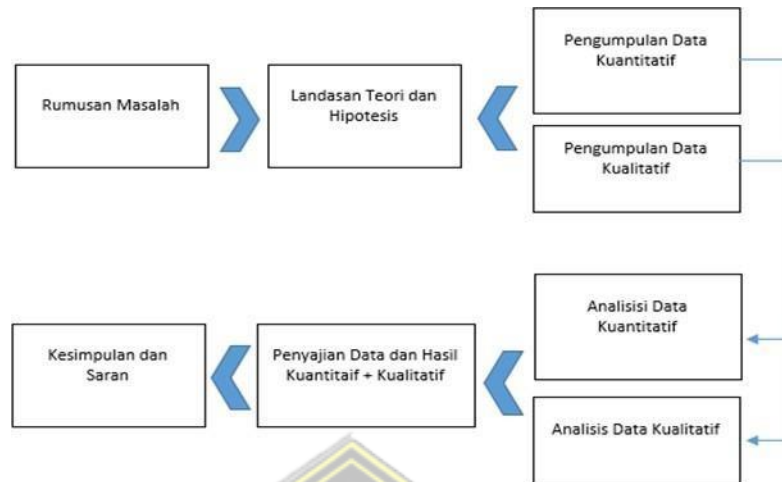 Rumusan Masalah
Landasan Teori dan
Hipotesis
Pengumpulan Data
Kuantitatif
Pengumpulan Data
Kualitatif
Analisisi Data
Kuantitatif
Analisis Data Kualitatif
Penyajian Data dan Hasil
Kuantitaif + Kualitatif
Kesimpulan dan
Saran